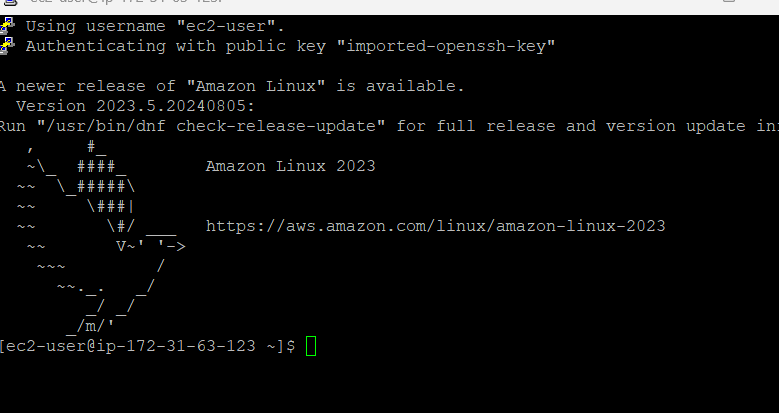 Using username "ec2-user".
Authenticating with public key "imported-openssh-key"
A newer release of "Amazon Linux" is available.
  Version 2023.5.20240805:
Run "/usr/bin/dnf check-release-update" for full release and version update in
   ,     #_
   ~\_  ####_        Amazon Linux 2023
  ~~  \_#####\
  ~~     \###|
  ~~       \#/ ___   https://aws.amazon.com/linux/amazon-linux-2023
   ~~       V~' '->
    ~~~         /
      ~~._.   _/
         _/ _/
       _/m/'
[ec2-user@ip-172-31-63-123 ~]$